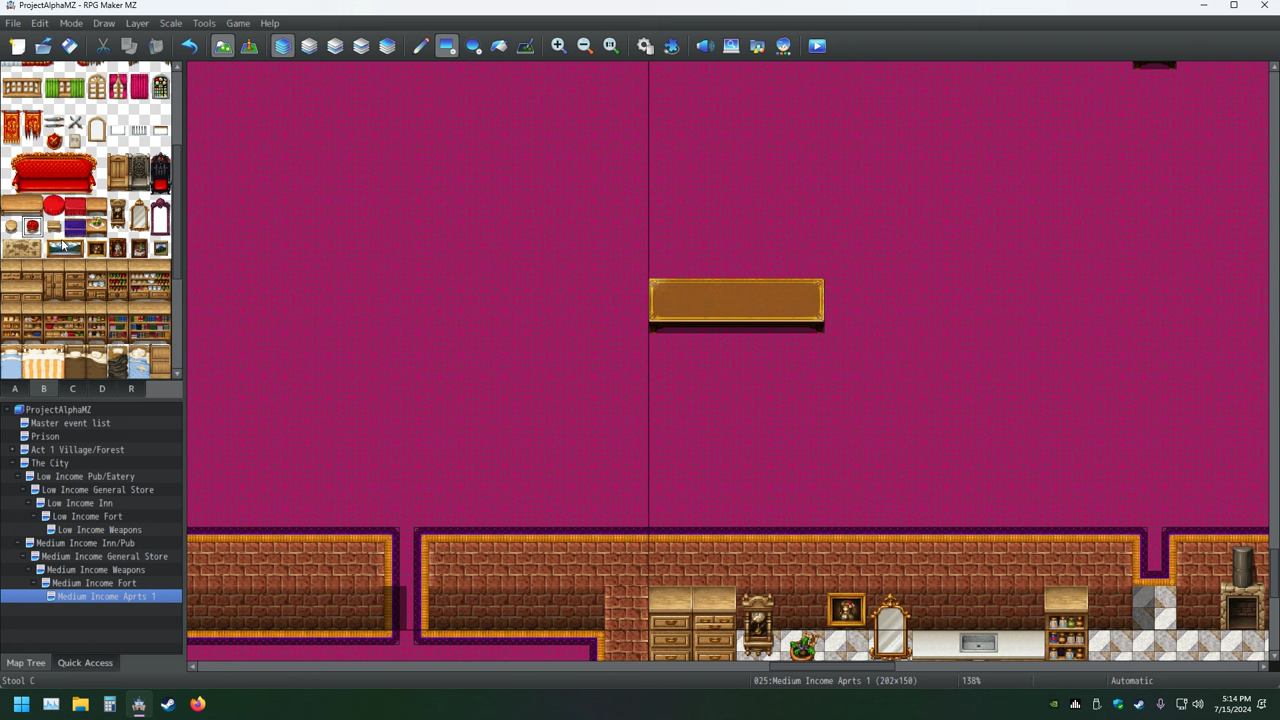 ProjectAlphaMZ - RPG Maker MZ
File Edit Mode Draw Layer Scale Tools Game Help
A B C D R
ProjectAlphaMZ
Master event list
Prison
Act 1 Village/Forest
The City
Low Income Pub/Eatery
Low Income General Store
Low Income Inn
Low Income Fort
Low Income Weapons
Medium Income Inn/Pub
Medium Income General Store
Medium Income Weapons
Medium Income Fort
Medium Income Aprts 1
Map Tree Quick Access
Stool C 025:Medium Income Aprts 1 (202x150) 138% Automatic
5:14 PM
7/15/2024